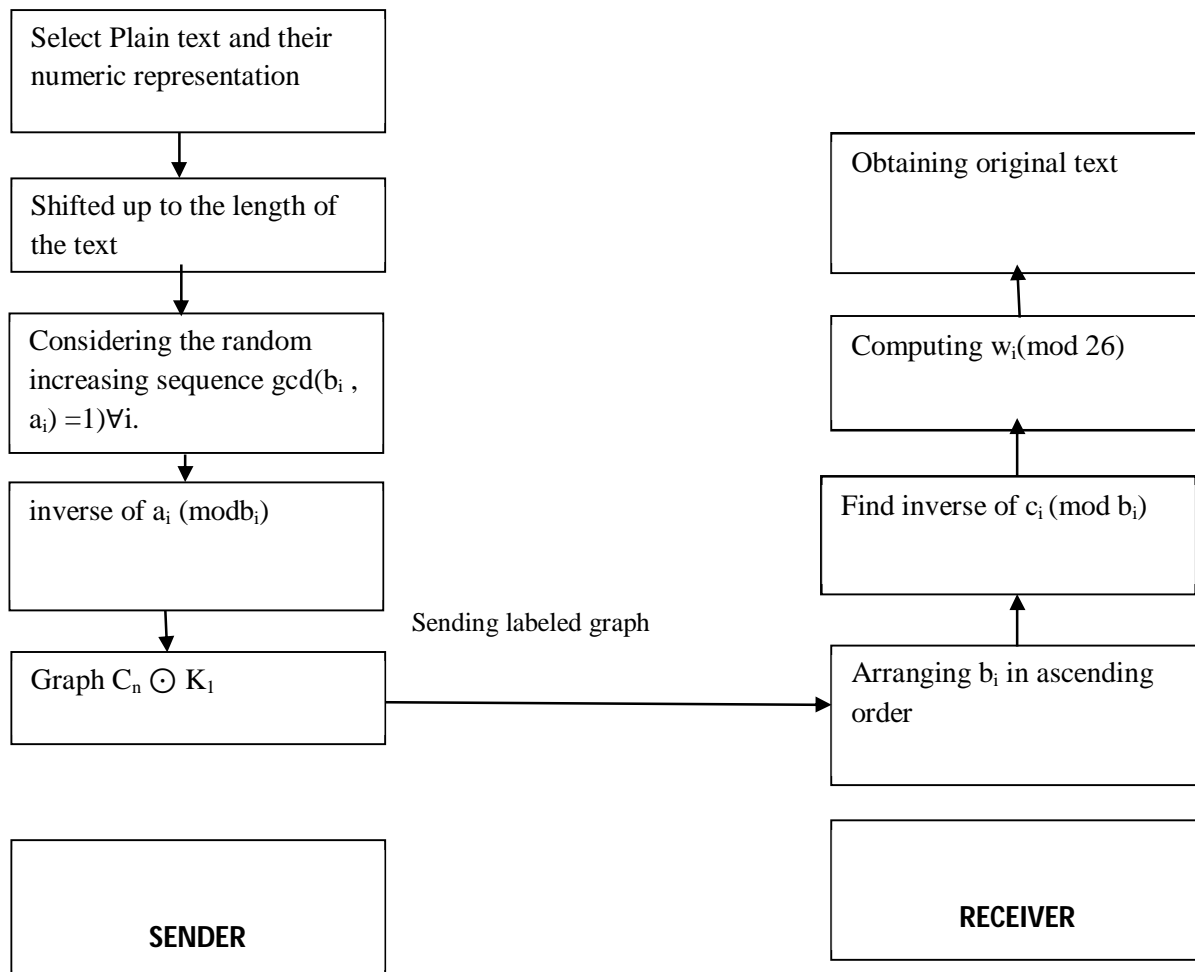 Select Plain text and their
numeric representation
Shifted up to the length of
the text
Considering the random
increasing sequence gcd(bᵢ ,
aᵢ) =1)∀i.
inverse of aᵢ (modbᵢ)
Graph Cₙ ⊙ K₁
SENDER
Sending labeled graph
Obtaining original text
Computing wᵢ(mod 26)
Find inverse of cᵢ (mod bᵢ)
Arranging bᵢ in ascending
order
RECEIVER